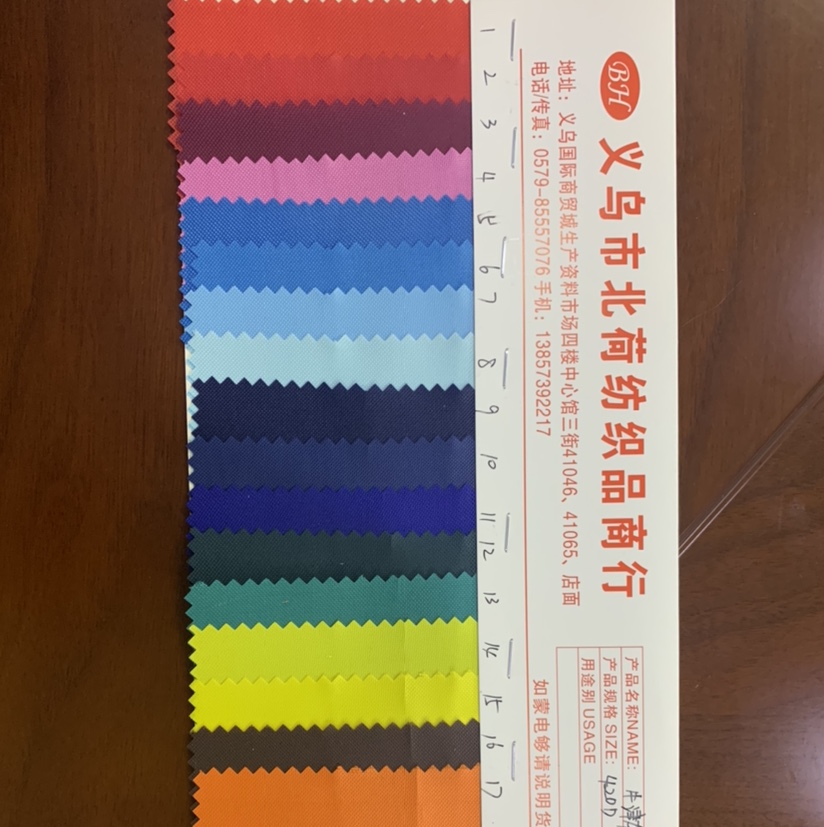 BH
义乌市北荷纺织品商行
地址：义乌国际商贸城生产资料市场四楼中心馆三街41046、41065、店面
电话/传真：0579-85557076 手机：13857392217
产品名称NAME: 牛津
产品规格SIZE: 420D
用途别 USAGE
如蒙电够请说明货
1
2
3
4
5
6
7
8
9
10
11
12
13
14
15
16
17